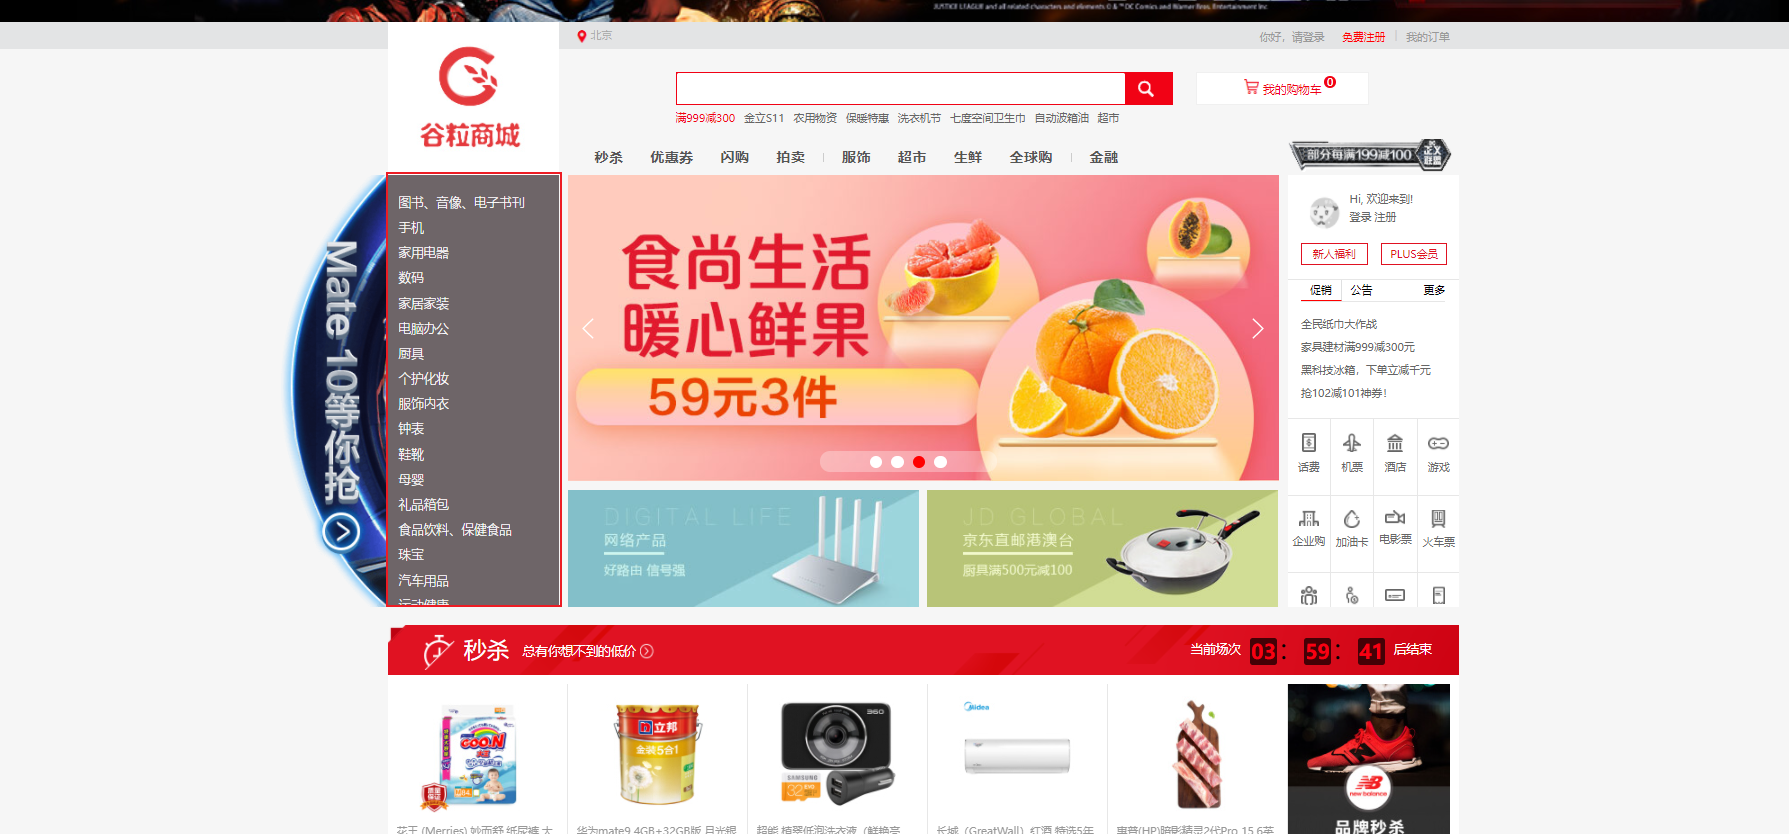 JUSTICE LEAGUE and all related characters and elements © & ™ DC Comics and Warner Bros. Entertainment Inc.
北京
你好，请登录 免费注册 我的订单
谷粒商城
我的购物车 0
满999减300 金立S11 农用物资 保暖特惠 洗衣机节 七度空间卫生巾 自动波箱油 超市
秒杀 优惠券 闪购 拍卖 服饰 超市 生鲜 全球购 金融
部分每满199减100
正义联盟
图书、音像、电子书刊
手机
家用电器
数码
家居家装
电脑办公
厨具
个护化妆
服饰内衣
钟表
鞋靴
母婴
礼品箱包
食品饮料、保健食品
珠宝
汽车用品
运动健康
Mate 10等你抢
食尚生活
暖心鲜果
59元3件
Hi, 欢迎来到!
登录 注册
新人福利 PLUS会员
促销 公告 更多
全民纸巾大作战
家具建材满999减300元
黑科技冰箱，下单立减千元
抢102减101神券!
话费 机票 酒店 游戏
企业购 加油卡 电影票 火车票
DIGITAL LIFE
网络产品
好路由 信号强
JD GLOBAL
京东直邮港澳台
厨具满500元减100
秒杀 总有你想不到的低价
当前场次 03 : 59 : 41 后结束
GOO.N
立邦
金装5合1
360
SAMSUNG
32
Midea
NB
new balance
品牌秒杀
花王 (Merries) 妙而舒 纸尿裤 大
华为mate9 4GB+32GB版 月光银
超能 植翠低泡洗衣液（鲜艳亮
长城（GreatWall）红酒 特选5年
惠普(HP)暗影精灵2代Pro 15.6英